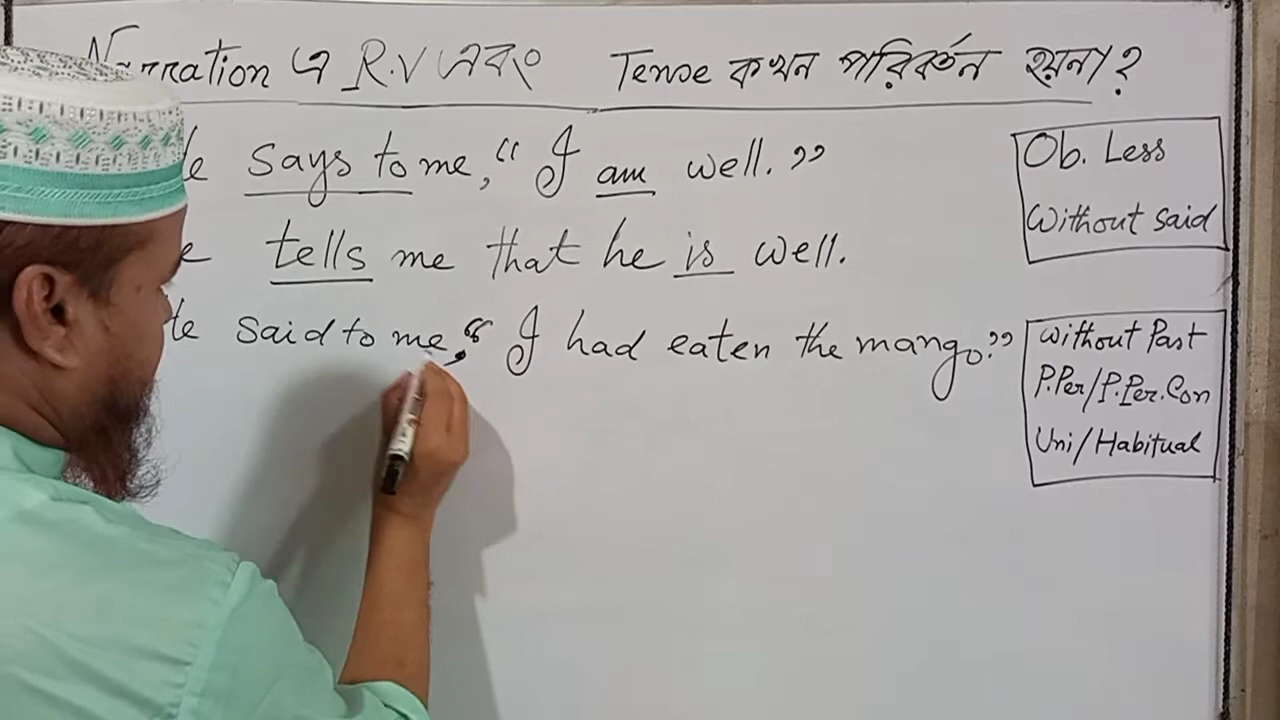 Narration এ R.V এবং Tense কখন পরিবর্তন হয়না?
says to me, “I am well.”
tells me that he is well.
said to me, “I had eaten the mango.”
Ob. Less
Without said
without Past
P.Per/P.Per.Con
Uni/Habitual